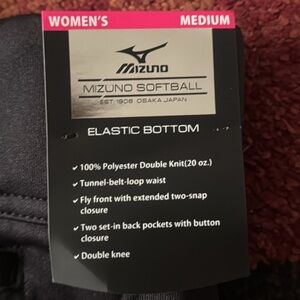 WOMEN'S MEDIUM
MIZUNO
MIZUNO SOFTBALL
EST. 1906 OSAKA JAPAN
ELASTIC BOTTOM
✓ 100% Polyester Double Knit(20 oz.)
✓ Tunnel-belt-loop waist
✓ Fly front with extended two-snap
closure
✓ Two set-in back pockets with button
closure
✓ Double knee